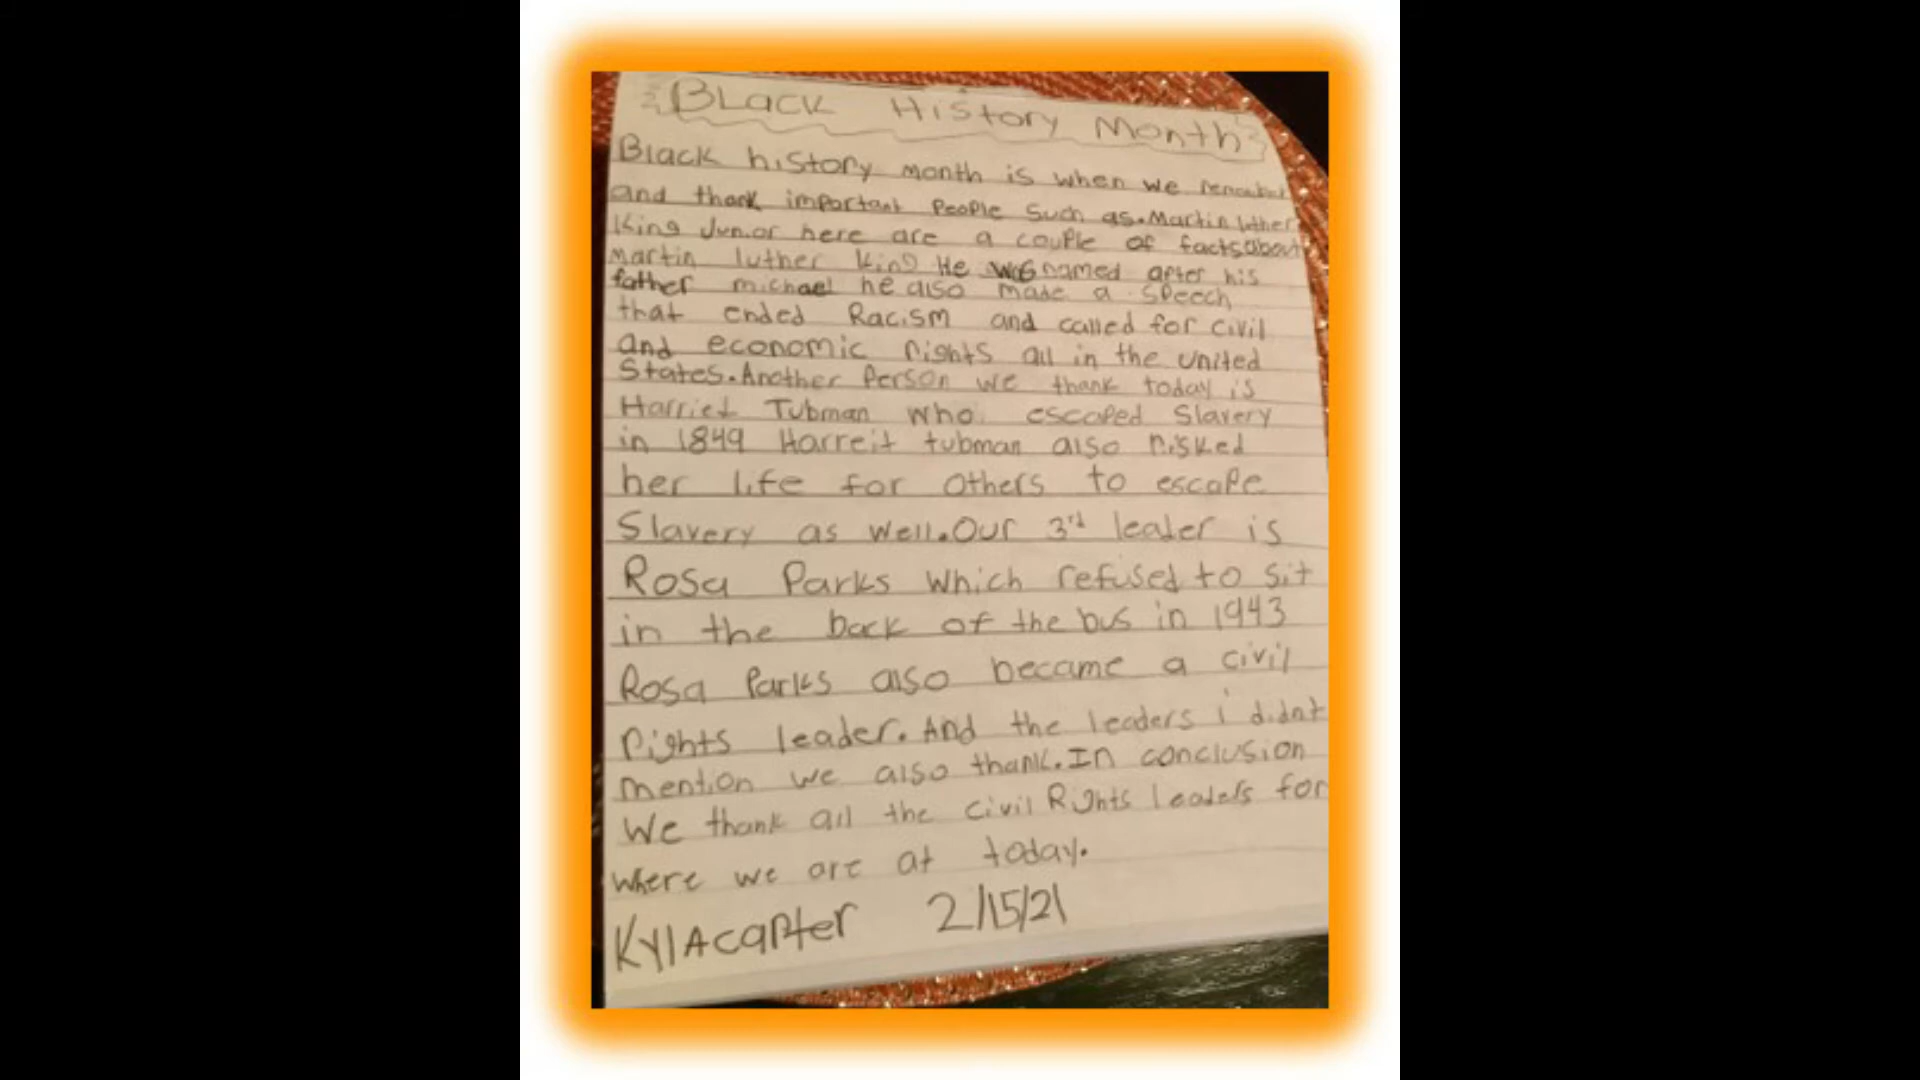 Black History Month
Black history month is when we remember
and thank important People such as.Martin luther
King Junior here are a couple of facts about
martin luther king He was named after his
father michael he also made a speech
that ended Racism and called for civil
and economic rights all in the united
States.Another Person we thank today is
Harriet Tubman who escaped Slavery
in 1849 Harreit tubman also risked
her life for others to escape
Slavery as well.Our 3rd leader is
Rosa Parks which refused to sit
in the back of the bus in 1943
Rosa Parks also became a civil
rights leader.And the leaders i didnt
mention we also thank.In conclusion
We thank all the civil Rights leaders for
where we are at today.
KylA carter 2/15/21